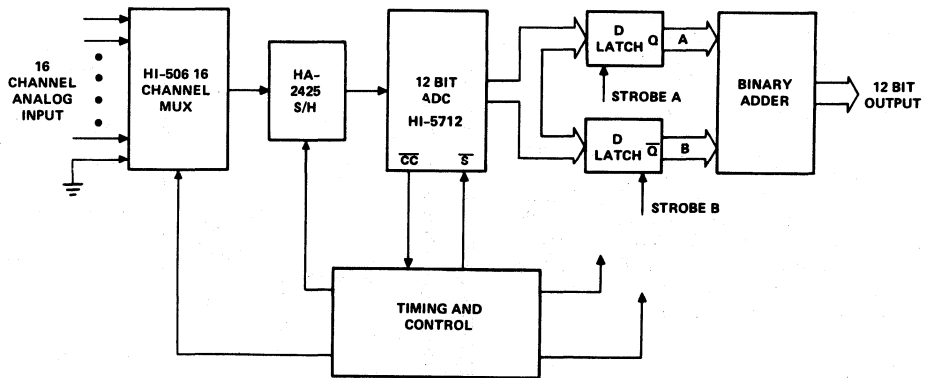 16
CHANNEL
ANALOG
INPUT
HI-506 16
CHANNEL
MUX
HA-
2425
S/H
12 BIT
ADC
HI-5712
CC
S
D
LATCH Q
A
STROBE A
D
LATCH Q
B
STROBE B
BINARY
ADDER
12 BIT
OUTPUT
TIMING AND
CONTROL